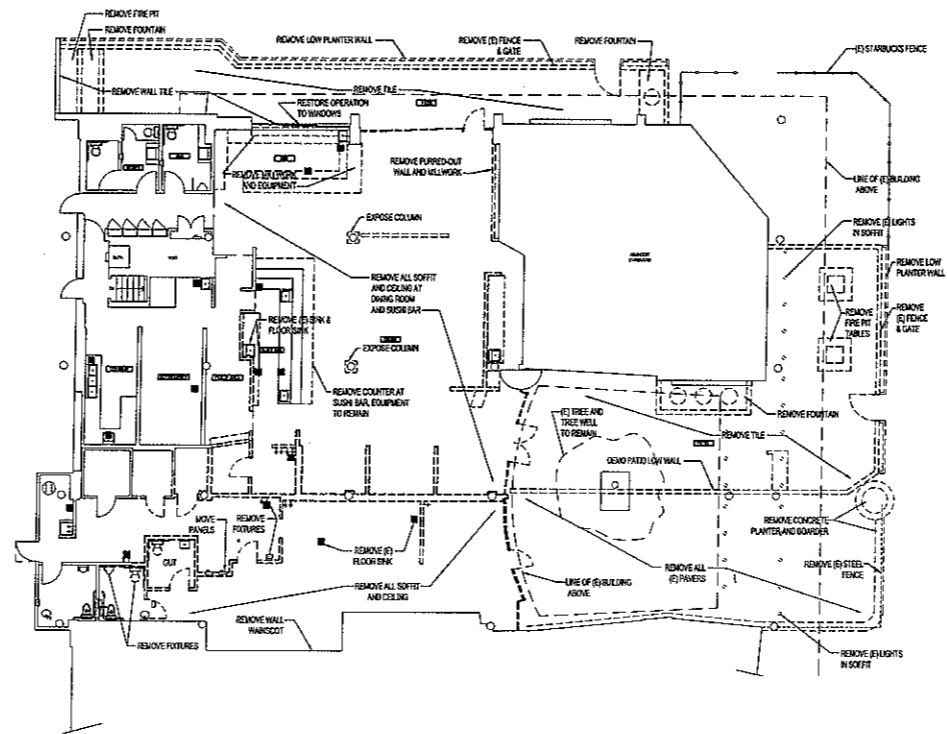 REMOVE FIRE PIT
REMOVE FOUNTAIN
REMOVE LOW PLANTER WALL
REMOVE (E) FENCE
& GATE
REMOVE FOUNTAIN
(E) STARBUCKS FENCE
REMOVE WALL TILE
REMOVE TILE
RESTORE OPERATION
TO WINDOWS
REMOVE MILLWORK
AND EQUIPMENT
REMOVE FURRED-OUT
WALL AND MILLWORK
LINE OF (E) BUILDING
ABOVE
EXPOSE COLUMN
REMOVE (E) LIGHTS
IN SOFFIT
REMOVE LOW
PLANTER WALL
REMOVE ALL SOFFIT
AND CEILING AT
DINING ROOM
AND SUSHI BAR
REMOVE
FIRE PIT
TABLES
REMOVE
(E) FENCE
& GATE
REMOVE (E) SINK &
FLOOR SINK
EXPOSE COLUMN
REMOVE COUNTER AT
SUSHI BAR, EQUIPMENT
TO REMAIN
REMOVE FOUNTAIN
(E) TREE AND
TREE WELL
TO REMAIN
REMOVE TILE
DEMO PATIO LOW WALL
MOVE
PANELS
REMOVE
FIXTURES
REMOVE (E)
FLOOR SINK
REMOVE CONCRETE
PLANTER AND BOARDER
CUT
REMOVE ALL SOFFIT
AND CEILING
LINE OF (E) BUILDING
ABOVE
REMOVE ALL
(E) PAVERS
REMOVE (E) STEEL
FENCE
REMOVE WALL
WAINSCOT
REMOVE FIXTURES
REMOVE (E) LIGHTS
IN SOFFIT